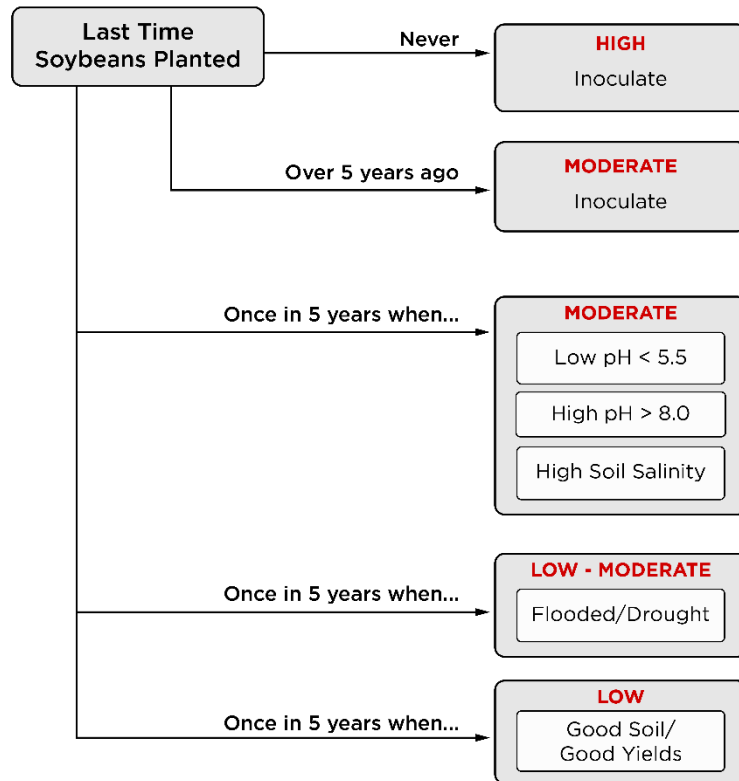 Last Time
Soybeans Planted
Never
HIGH
Inoculate
Over 5 years ago
MODERATE
Inoculate
Once in 5 years when...
MODERATE
Low pH < 5.5
High pH > 8.0
High Soil Salinity
Once in 5 years when...
LOW - MODERATE
Flooded/Drought
Once in 5 years when...
LOW
Good Soil/
Good Yields